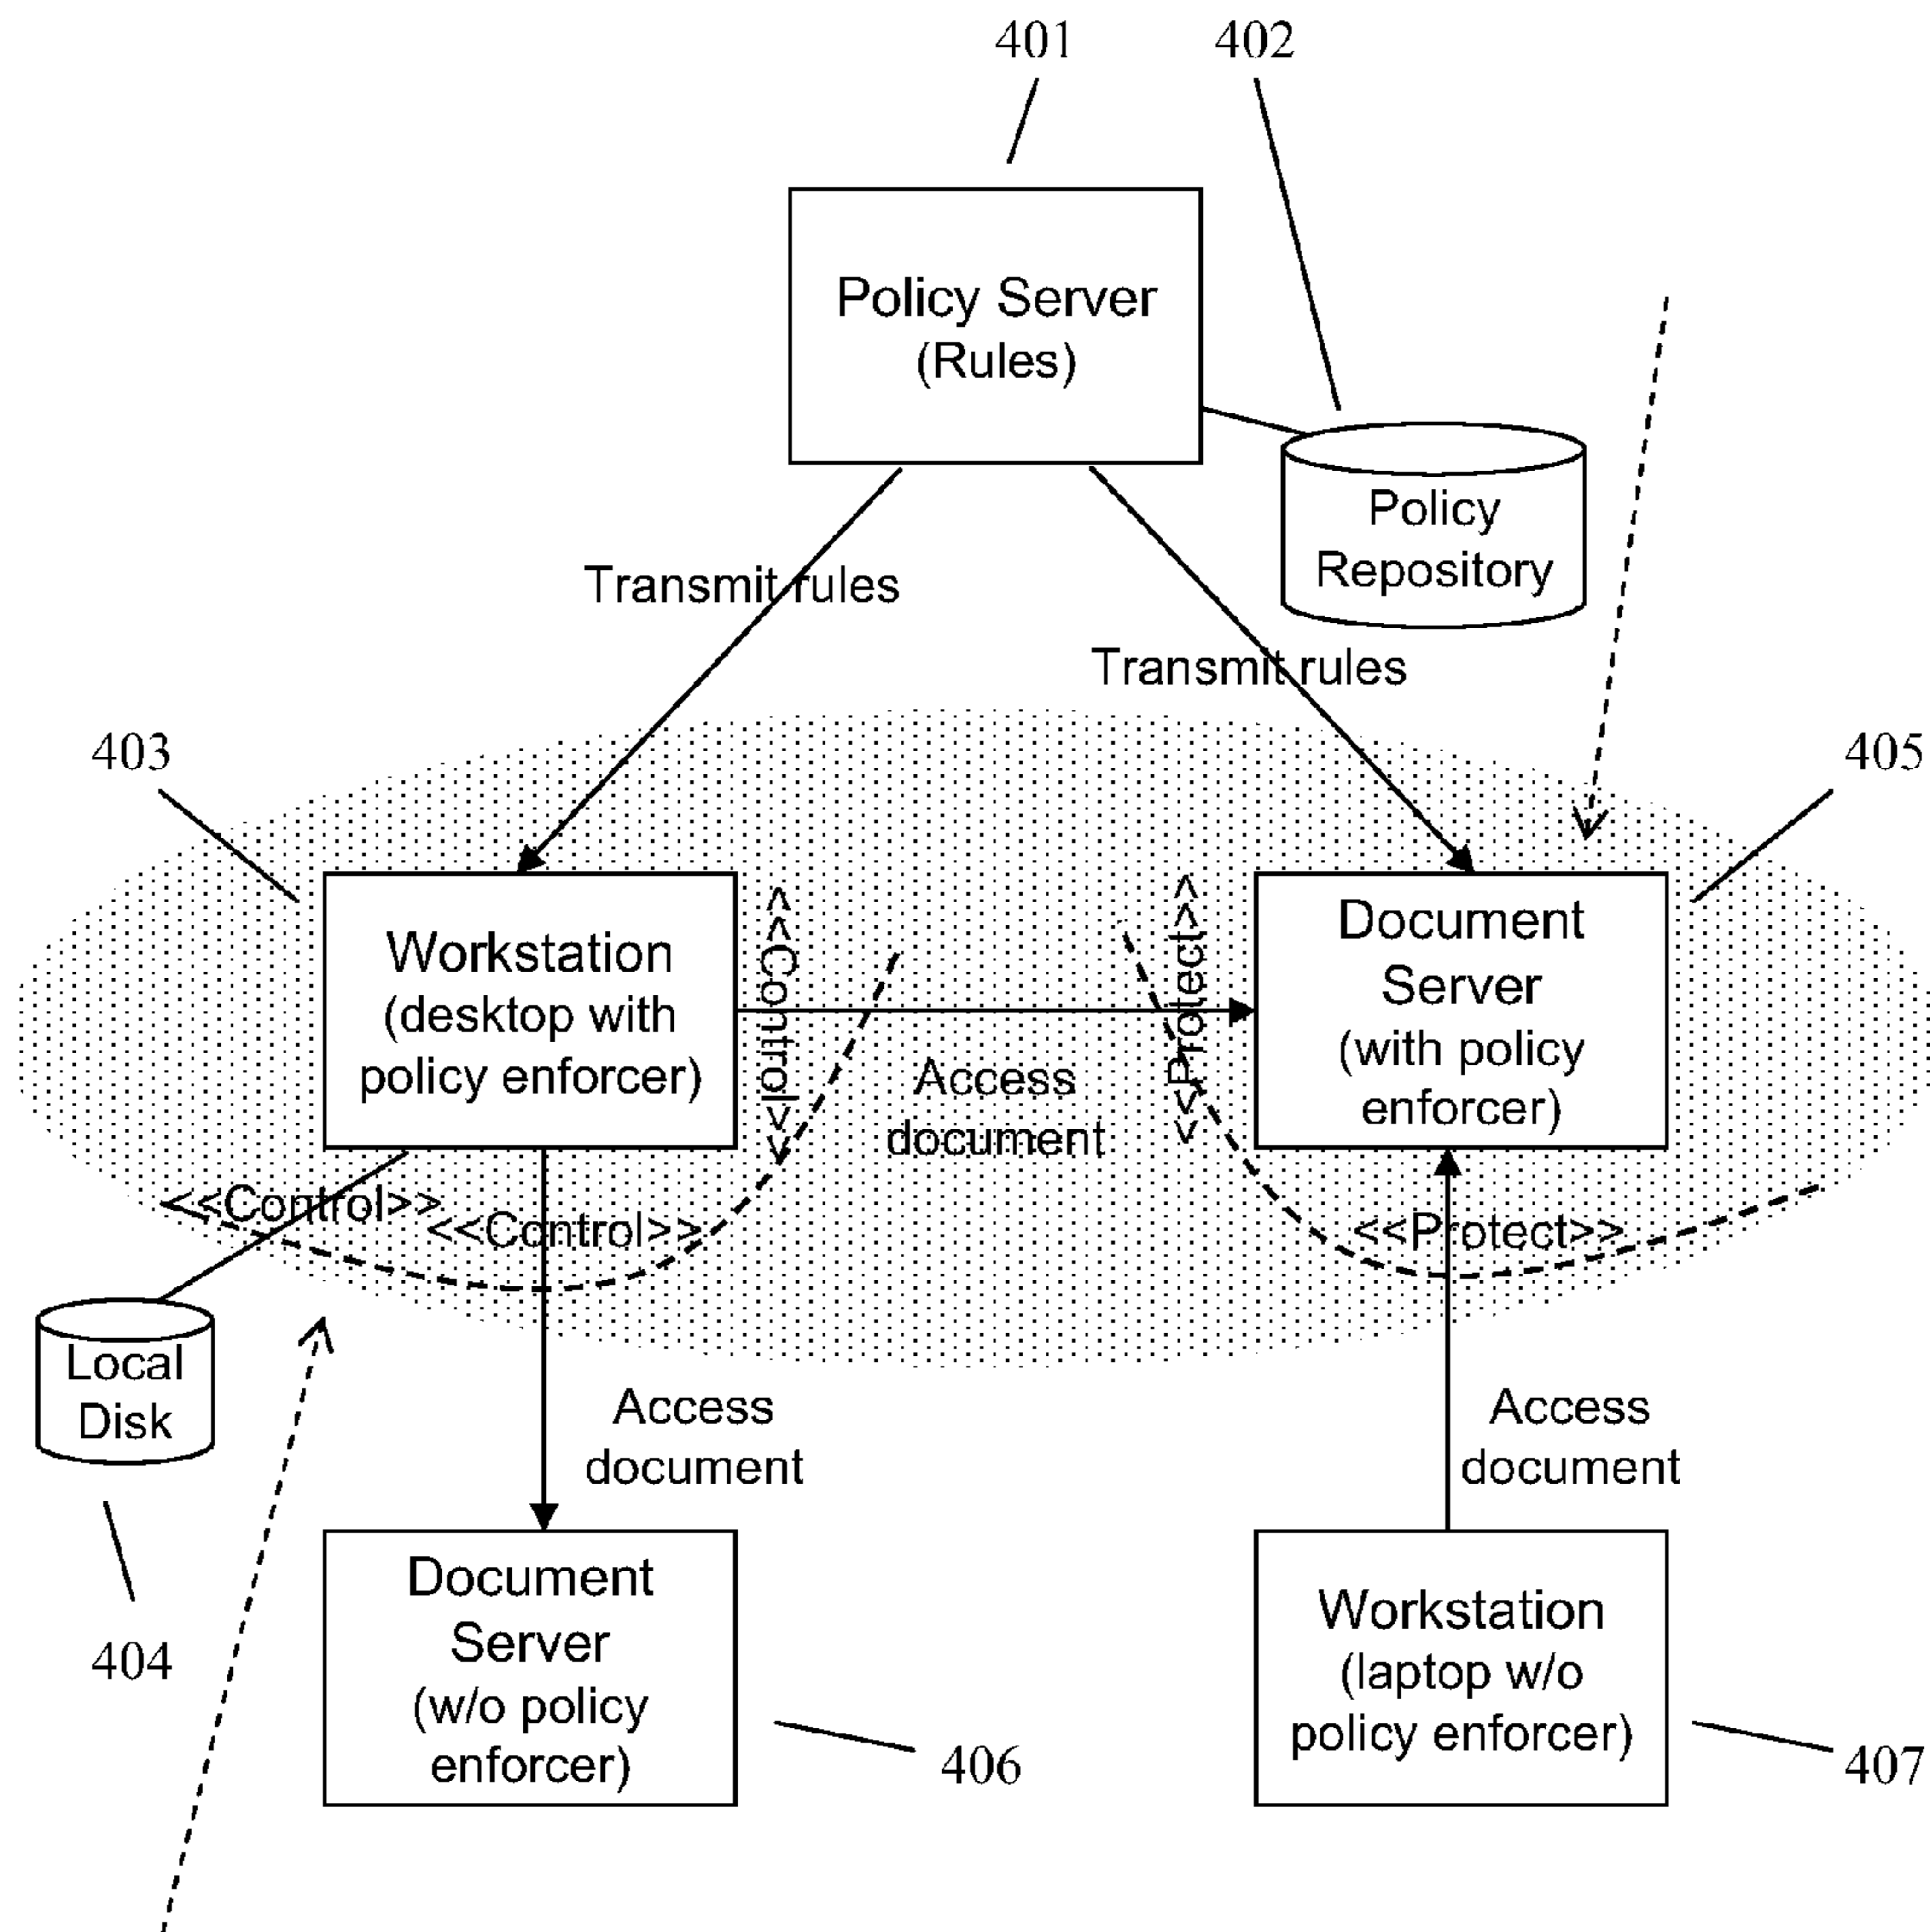 401
402
Policy Server
(Rules)
Policy
Repository
Transmit rules
Transmit rules
403
405
Workstation
(desktop with
policy enforcer)
<<Control>>
Access
document
<<Protect>>
Document
Server
(with policy
enforcer)
<<Control>>
<<Control>>
<<Protect>>
Local
Disk
Access
document
Access
document
404
Document
Server
(w/o policy
enforcer)
406
Workstation
(laptop w/o
policy enforcer)
407